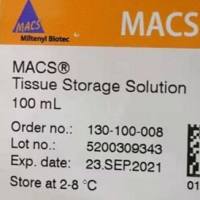 MACS
MACS
Miltenyi Biotec
MACS®
Tissue Storage Solution
100 mL
Order no.: 130-100-008
Lot no.: 5200309343
Exp. date: 23.SEP.2021
Store at 2-8 °C
01